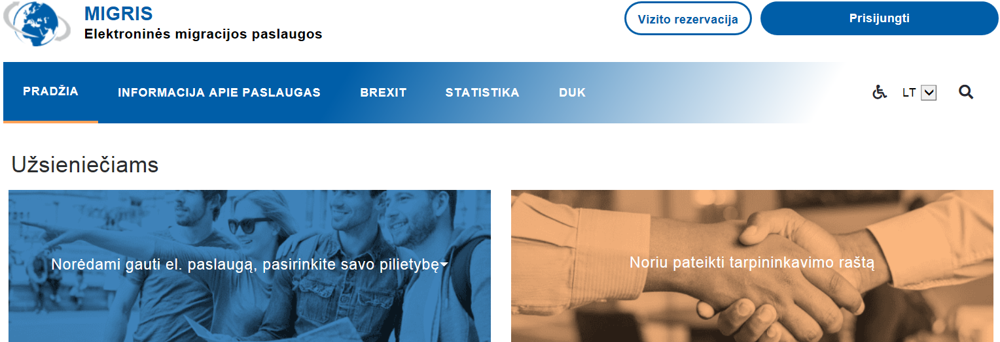 MIGRIS
Elektroninės migracijos paslaugos
Vizito rezervacija
Prisijungti
PRADŽIA
INFORMACIJA APIE PASLAUGAS
BREXIT
STATISTIKA
DUK
LT
Užsieniečiams
Norėdami gauti el. paslaugą, pasirinkite savo pilietybę
Noriu pateikti tarpininkavimo raštą